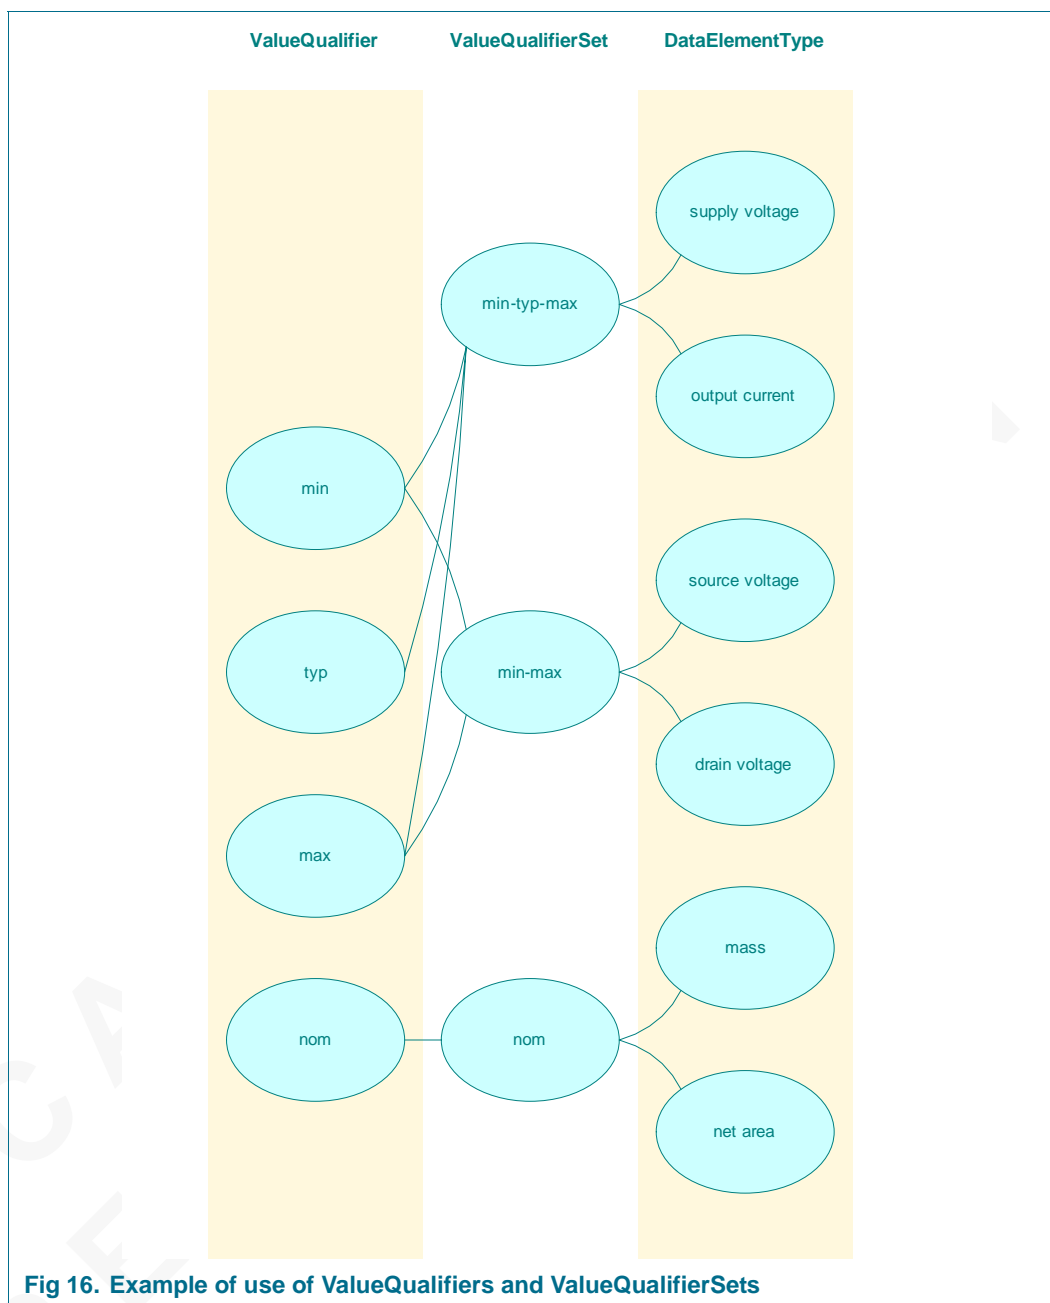 ValueQualifier ValueQualifierSet DataElementType
supply voltage
min-typ-max
output current
min
source voltage
typ
min-max
drain voltage
max
mass
nom
nom
net area
Fig 16. Example of use of ValueQualifiers and ValueQualifierSets